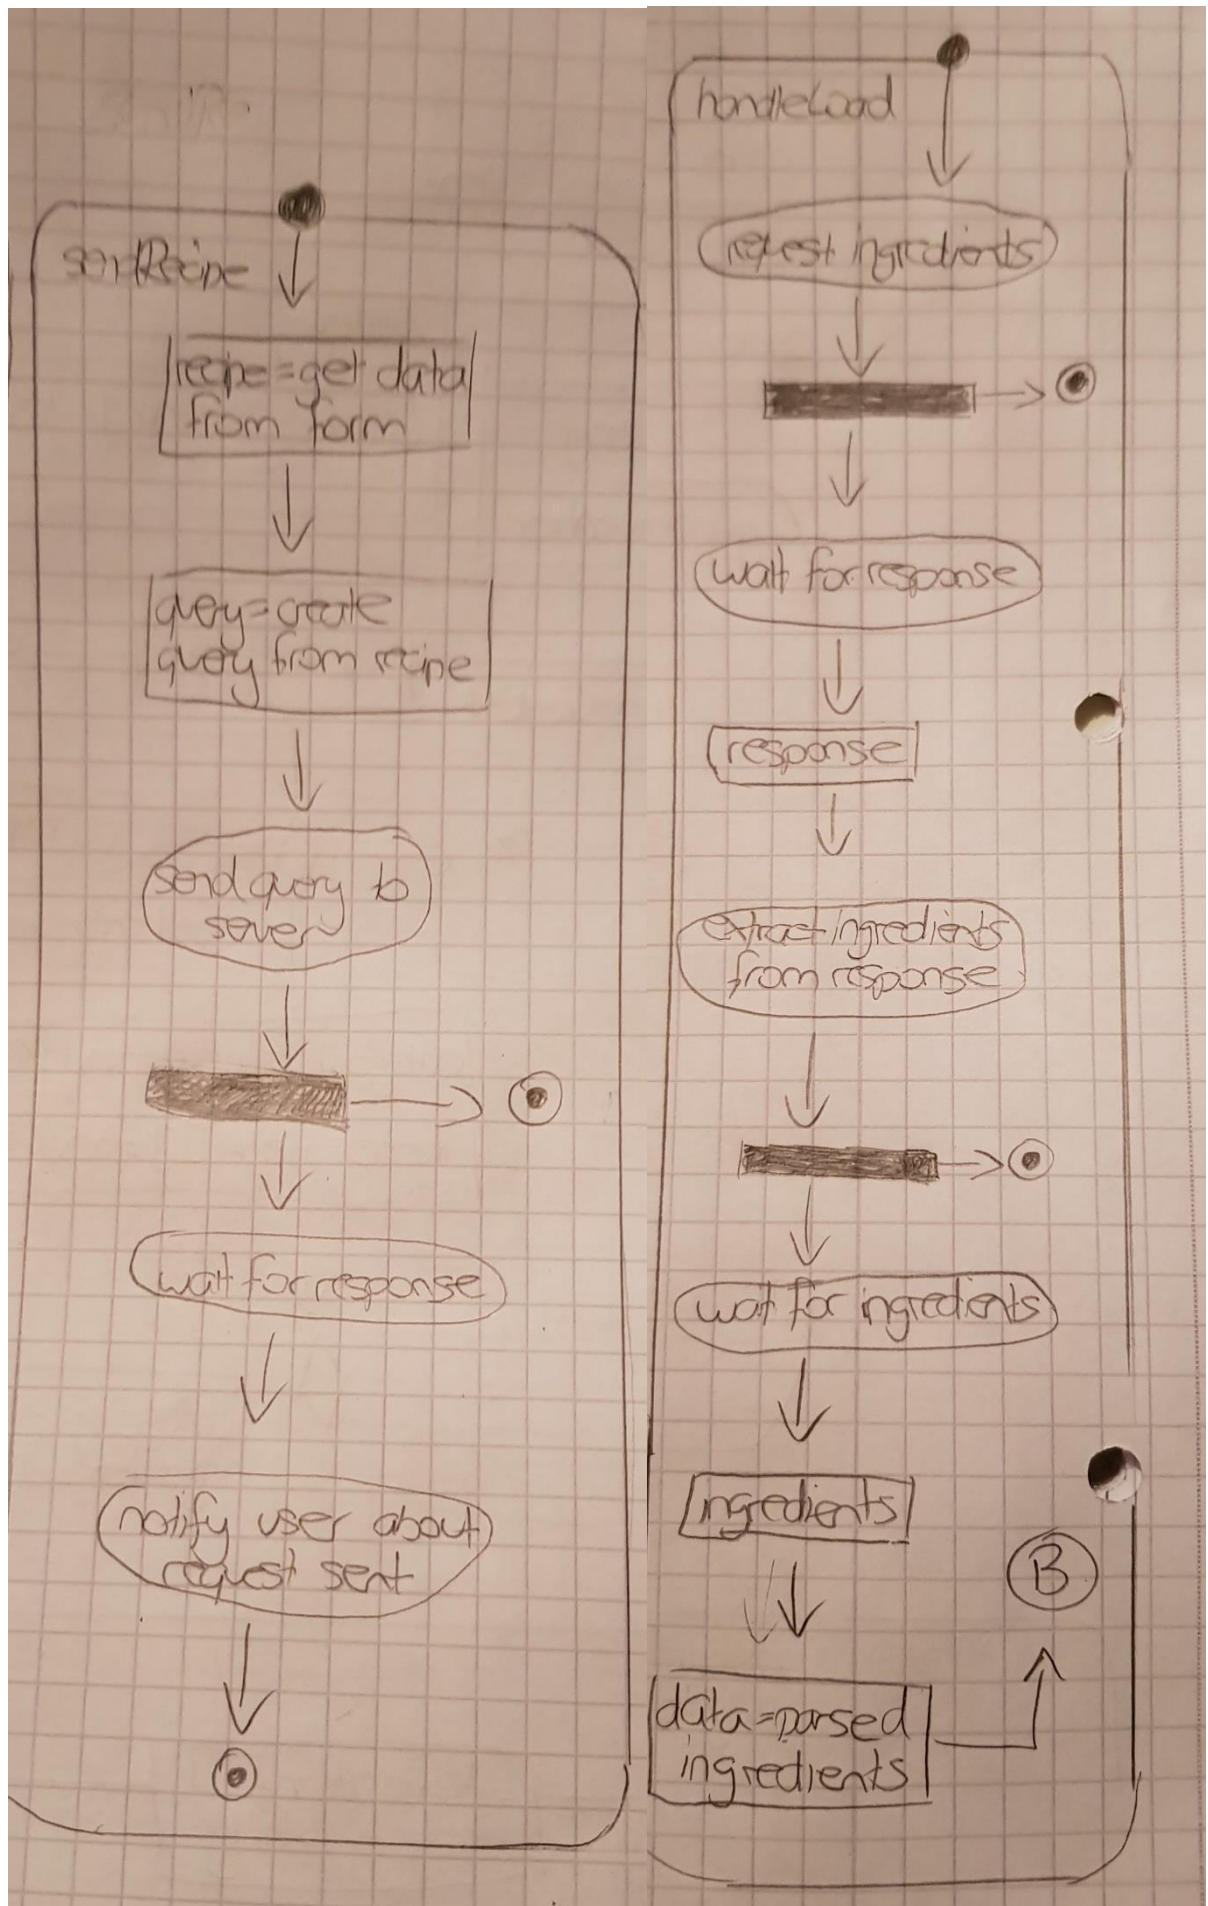 sendRecipe
recipe=get data
from form
query=create
query from recipe
send query to
server
wait for response
notify user about
request sent
handleLoad
request ingredients
wait for response
response
extract ingredients
from response
wait for ingredients
ingredients
B
data=parsed
ingredients